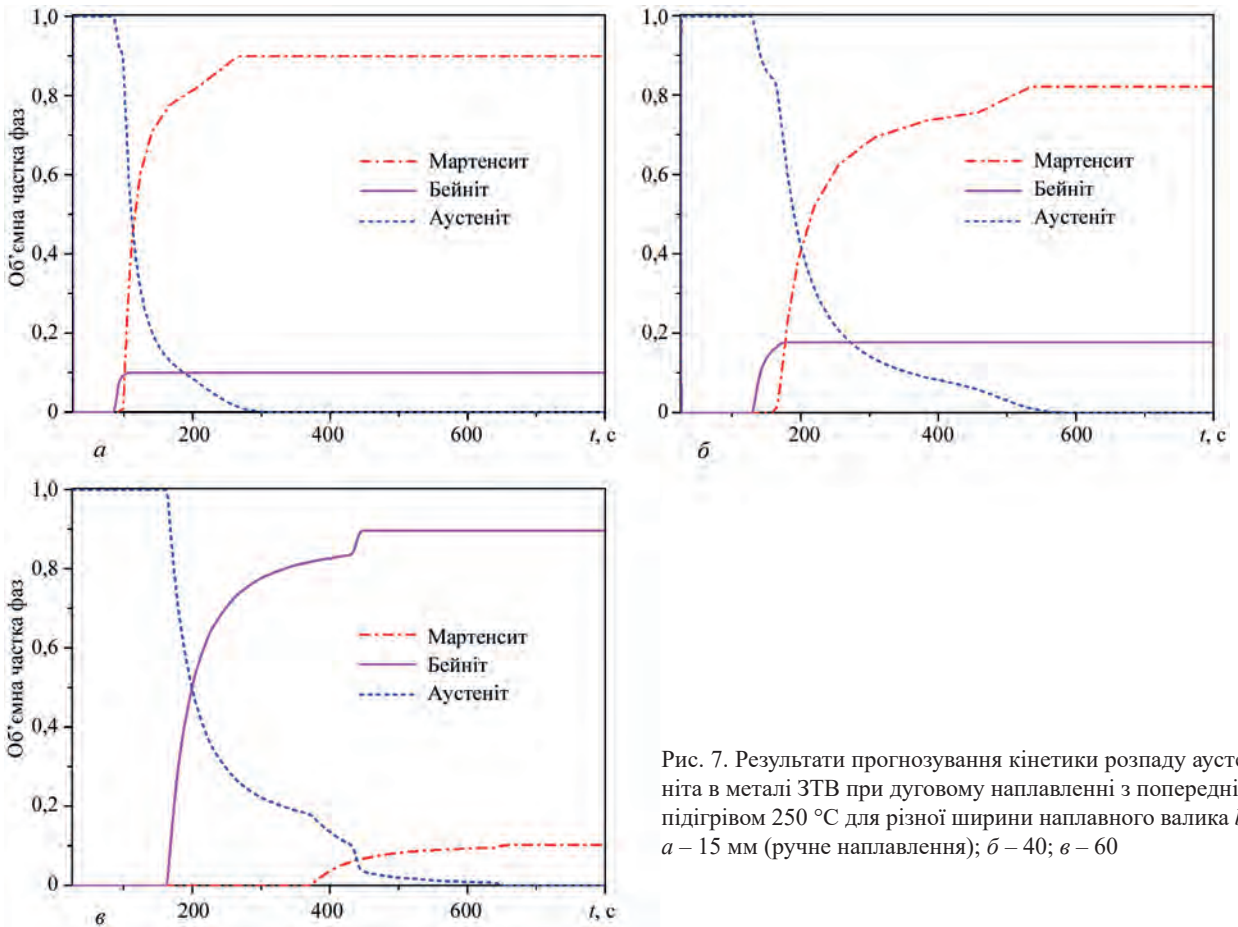 1,0
0,8
0,6
0,4
0,2
0
Об’ємна частка фаз
Мартенсит
Бейніт
Аустеніт
200
400
600
t, с
а
1,0
0,8
0,6
0,4
0,2
0
Мартенсит
Бейніт
Аустеніт
200
400
600
t, с
б
1,0
0,8
0,6
0,4
0,2
0
Об’ємна частка фаз
Мартенсит
Бейніт
Аустеніт
200
400
600
t, с
в
Рис. 7. Результати прогнозування кінетики розпаду аусте
ніта в металі ЗТВ при дуговому наплавленні з попередні
підігрівом 250 °С для різної ширини наплавного валика
а – 15 мм (ручне наплавлення); б – 40; в – 60